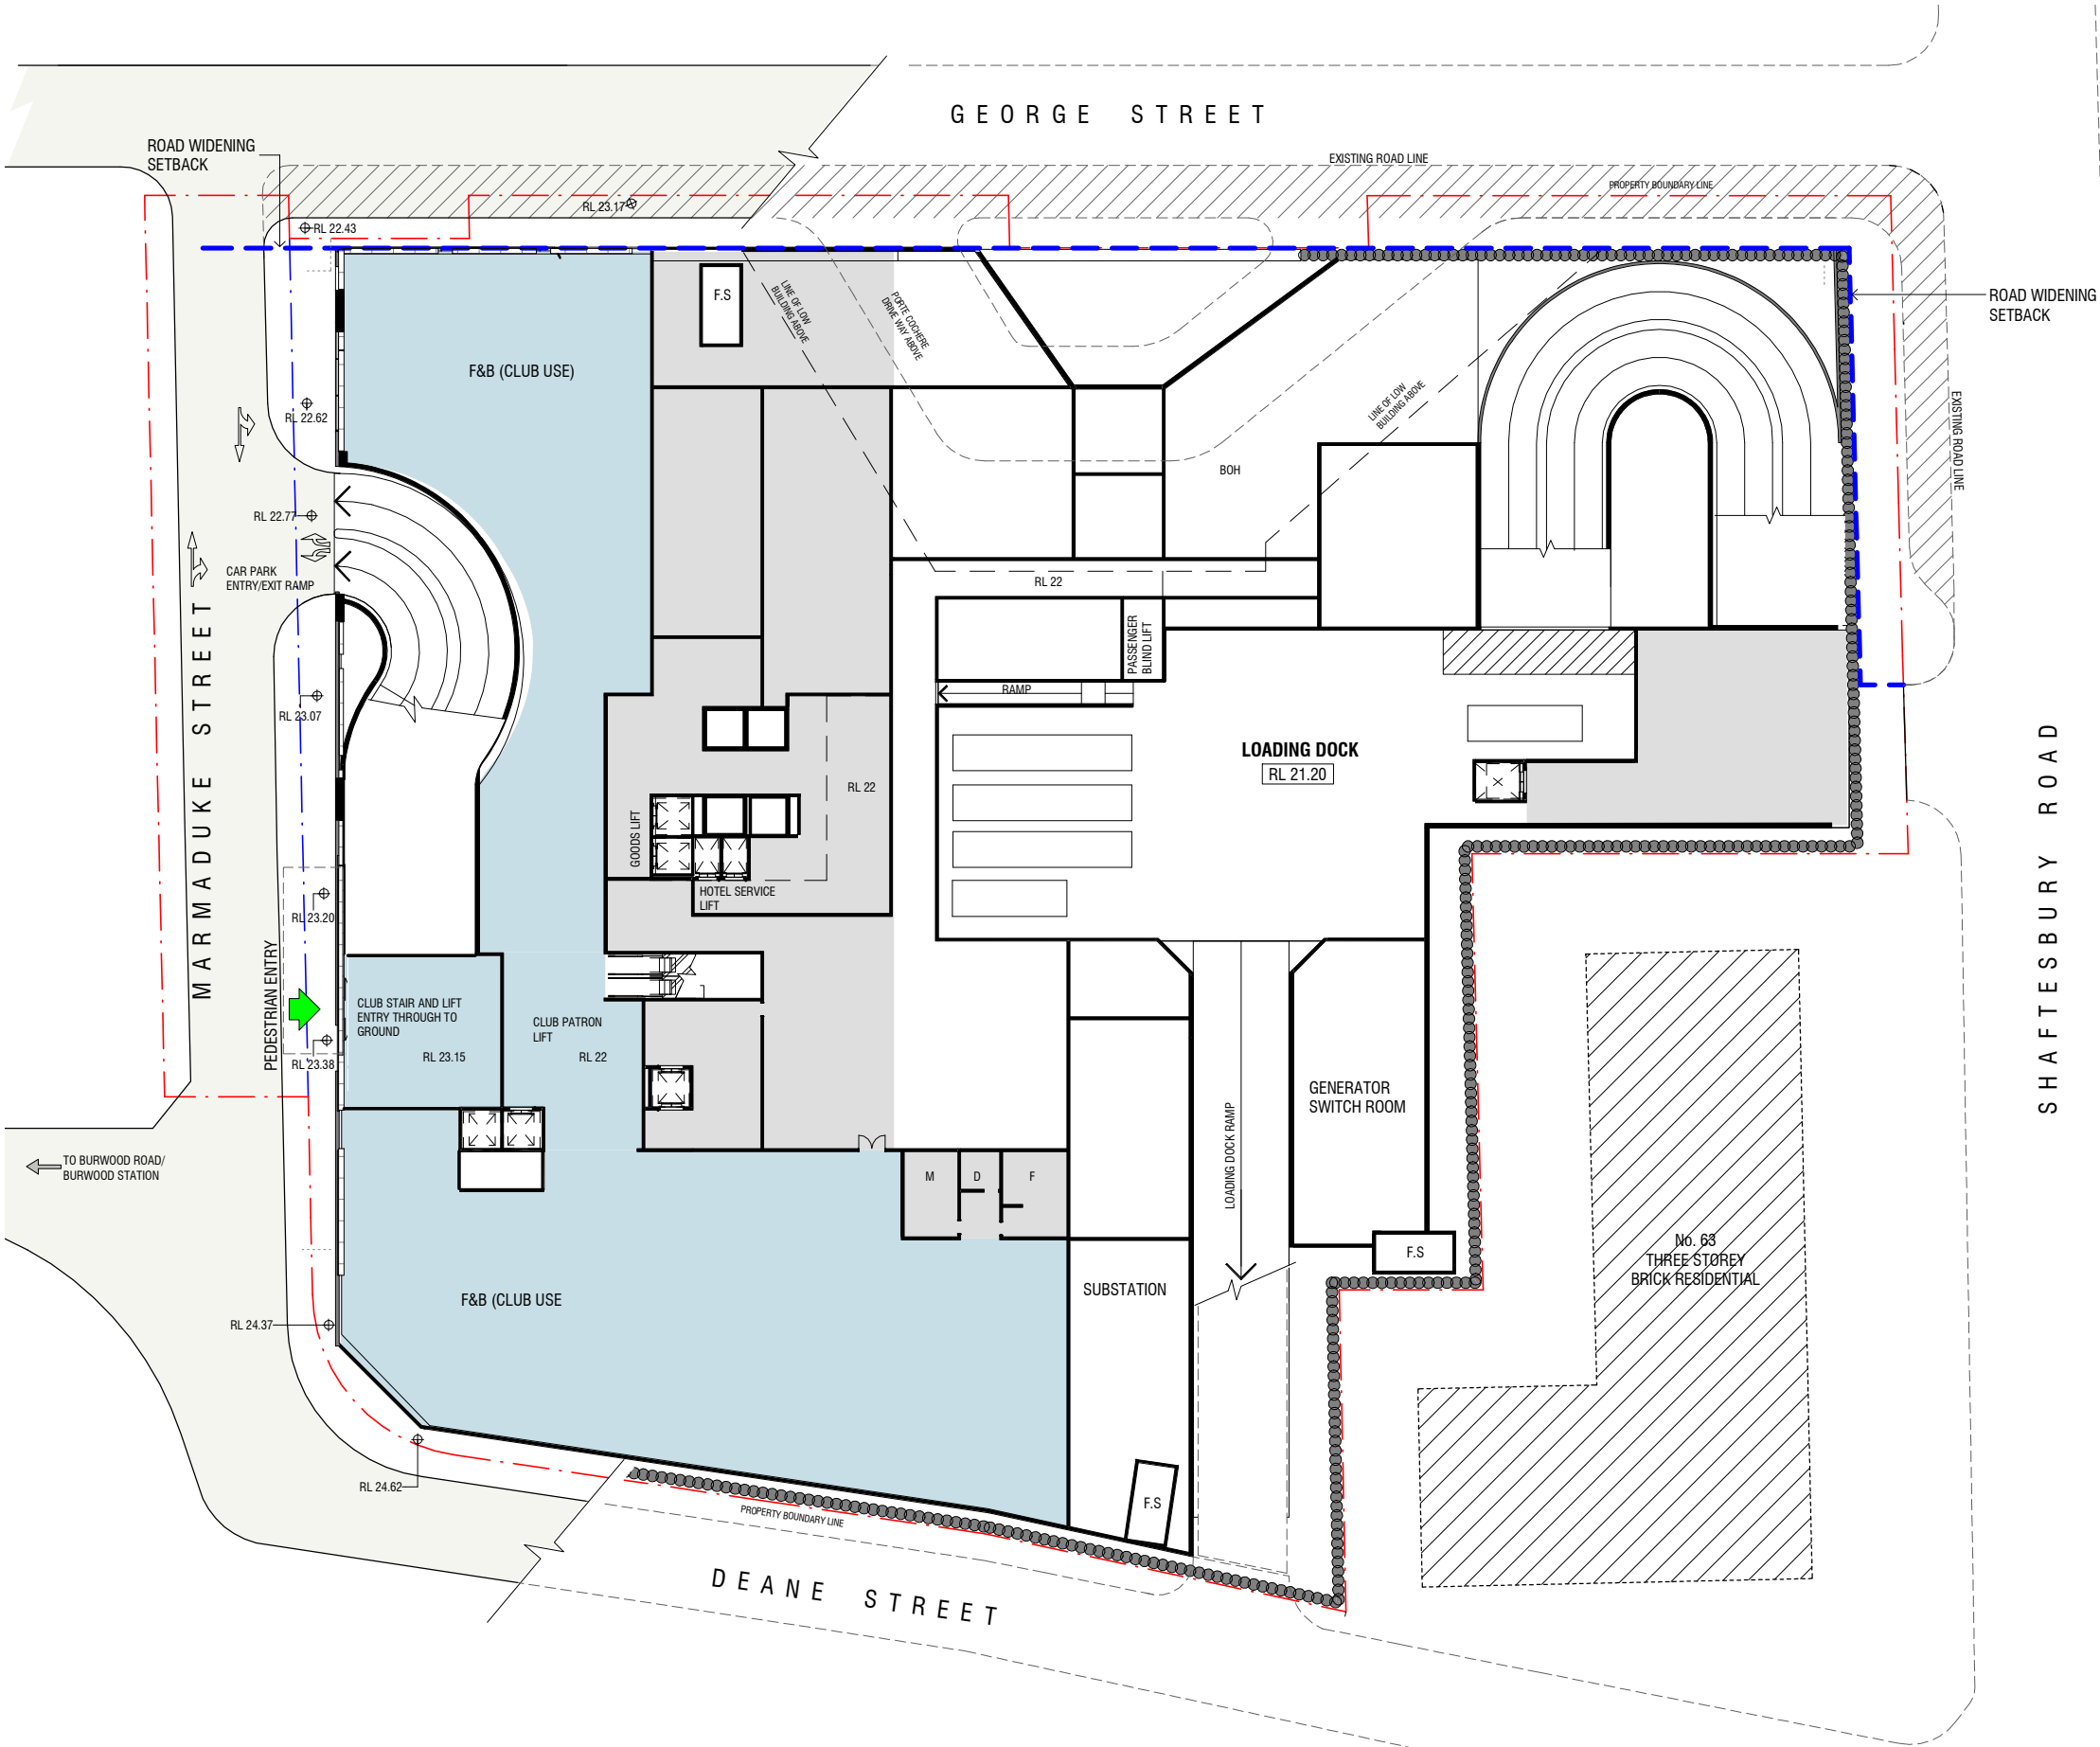 GEORGE STREET
ROAD WIDENING
SETBACK
EXISTING ROAD LINE
PROPERTY BOUNDARY LINE
RL 23.17
RL 22.43
ROAD WIDENING
SETBACK
F.S
LINE OF LOW
BUILDING ABOVE
PORTE COCHERE
DRIVE WAY ABOVE
F&B (CLUB USE)
LINE OF LOW
BUILDING ABOVE
EXISTING ROAD LINE
RL 22.62
BOH
RL 22.77
CAR PARK
ENTRY/EXIT RAMP
RL 22
PASSENGER
BLIND LIFT
RAMP
RL 23.07
MARMADUKE STREET
LOADING DOCK
RL 21.20
RL 22
GOODS LIFT
HOTEL SERVICE
LIFT
SHAFTESBURY ROAD
RL 23.20
PEDESTRIAN ENTRY
CLUB STAIR AND LIFT
ENTRY THROUGH TO
GROUND
CLUB PATRON
LIFT
RL 23.15
RL 22
RL 23.38
GENERATOR
SWITCH ROOM
LOADING DOCK RAMP
TO BURWOOD ROAD/
BURWOOD STATION
M
D
F
F.S
No. 63
THREE STOREY
BRICK RESIDENTIAL
SUBSTATION
F&B (CLUB USE
RL 24.37
RL 24.62
F.S
PROPERTY BOUNDARY LINE
DEANE STREET